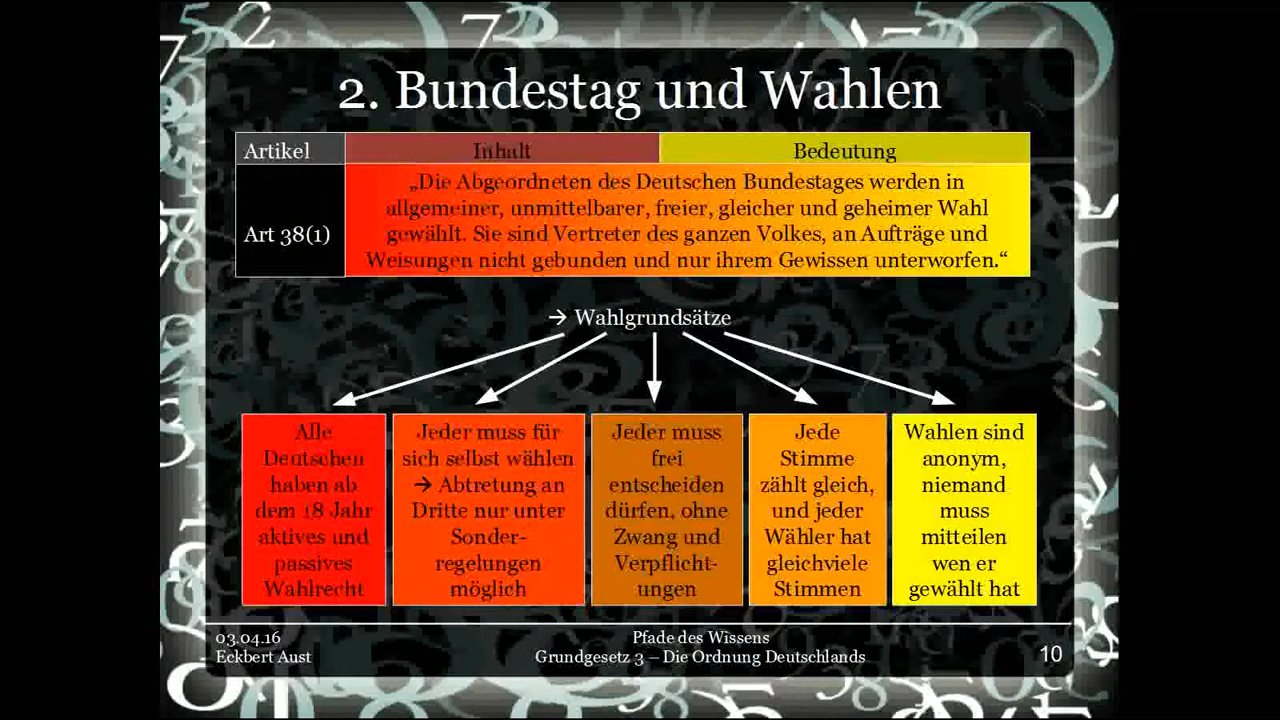 2. Bundestag und Wahlen
Artikel
Inhalt
Bedeutung
Art 38(1)
„Die Abgeordneten des Deutschen Bundestages werden in
allgemeiner, unmittelbarer, freier, gleicher und geheimer Wahl
gewählt. Sie sind Vertreter des ganzen Volkes, an Aufträge und
Weisungen nicht gebunden und nur ihrem Gewissen unterworfen.“
→ Wahlgrundsätze
Alle
Deutschen
haben ab
dem 18 Jahr
aktives und
passives
Wahlrecht
Jeder muss für
sich selbst wählen
→ Abtretung an
Dritte nur unter
Sonder-
regelungen
möglich
Jeder muss
frei
entscheiden
dürfen, ohne
Zwang und
Verpflicht-
ungen
Jede
Stimme
zählt gleich,
und jeder
Wähler hat
gleichviele
Stimmen
Wahlen sind
anonym,
niemand
muss
mitteilen
wen er
gewählt hat
03.04.16
Eckbert Aust
Pfade des Wissens
Grundgesetz 3 – Die Ordnung Deutschlands
10